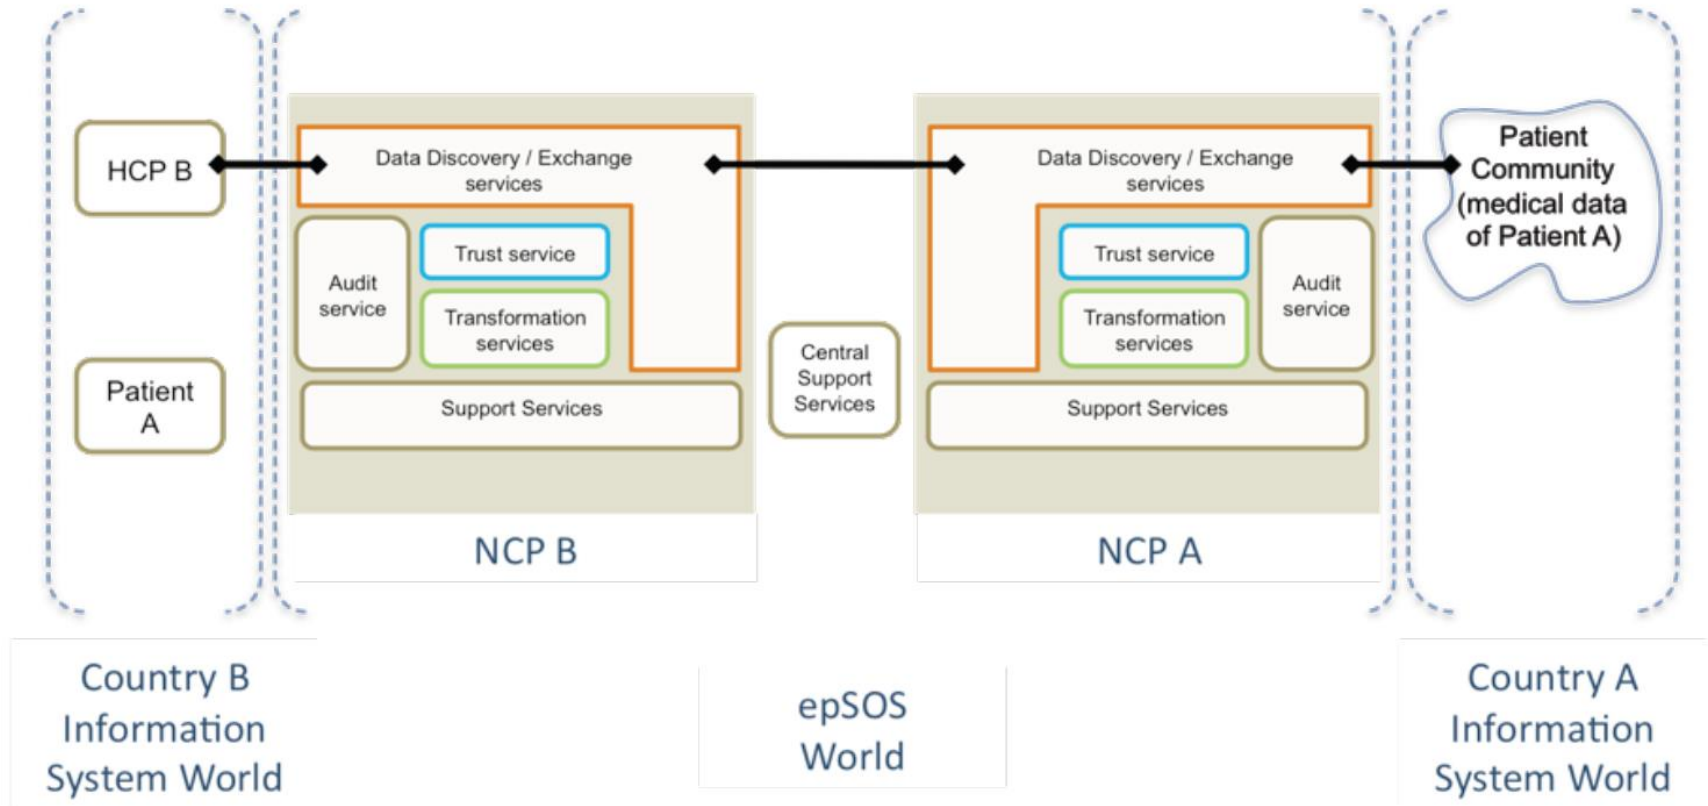 HCP B
Patient
A
Data Discovery / Exchange
services
Audit
service
Trust service
Transformation
services
Support Services
NCP B
Central
Support
Services
Data Discovery / Exchange
services
Trust service
Transformation
services
Audit
service
Support Services
NCP A
Patient
Community
(medical data
of Patient A)
Country B
Information
System World
epSOS
World
Country A
Information
System World